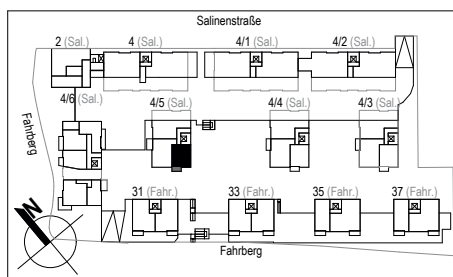 Salinenstraße
2 (Sal.) 4 (Sal.) 4/1 (Sal.) 4/2 (Sal.)
4/6 (Sal.) 4/5 (Sal.) 4/4 (Sal.) 4/3 (Sal.)
Fahrberg
31 (Fahr.) 33 (Fahr.) 35 (Fahr.) 37 (Fahr.)
N
Fahrberg